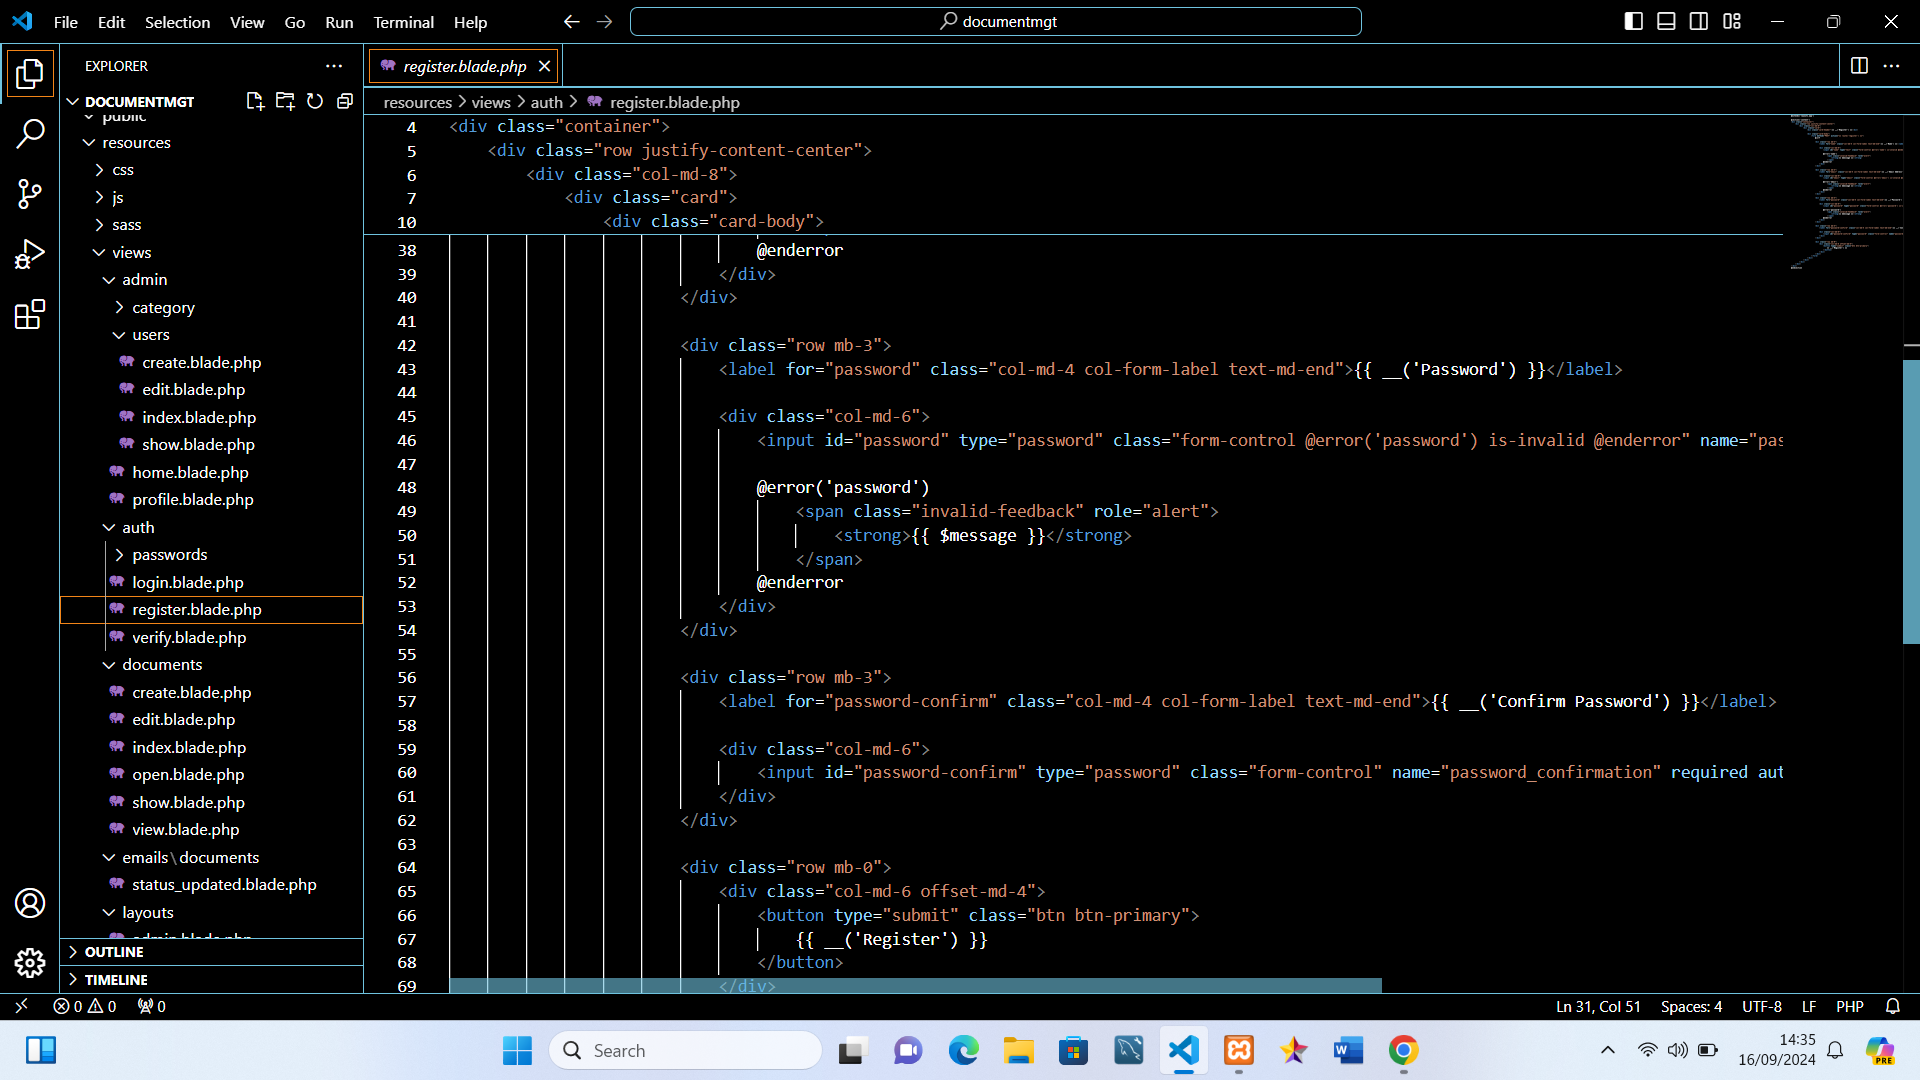 File Edit Selection View Go Run Terminal Help
documentmgt
EXPLORER
DOCUMENTMGT
public
resources
css
js
sass
views
admin
category
users
create.blade.php
edit.blade.php
index.blade.php
show.blade.php
home.blade.php
profile.blade.php
auth
passwords
login.blade.php
register.blade.php
verify.blade.php
documents
create.blade.php
edit.blade.php
index.blade.php
open.blade.php
show.blade.php
view.blade.php
emails\documents
status_updated.blade.php
layouts
admin.blade.php
OUTLINE
TIMELINE
register.blade.php
resources > views > auth > register.blade.php
4 <div class="container">
5 <div class="row justify-content-center">
6 <div class="col-md-8">
7 <div class="card">
10 <div class="card-body">
38 @enderror
39 </div>
40 </div>
41
42 <div class="row mb-3">
43 <label for="password" class="col-md-4 col-form-label text-md-end">{{ __('Password') }}</label>
44
45 <div class="col-md-6">
46 <input id="password" type="password" class="form-control @error('password') is-invalid @enderror" name="pas
47
48 @error('password')
49 <span class="invalid-feedback" role="alert">
50 <strong>{{ $message }}</strong>
51 </span>
52 @enderror
53 </div>
54 </div>
55
56 <div class="row mb-3">
57 <label for="password-confirm" class="col-md-4 col-form-label text-md-end">{{ __('Confirm Password') }}</label>
58
59 <div class="col-md-6">
60 <input id="password-confirm" type="password" class="form-control" name="password_confirmation" required aut
61 </div>
62 </div>
63
64 <div class="row mb-0">
65 <div class="col-md-6 offset-md-4">
66 <button type="submit" class="btn btn-primary">
67 {{ __('Register') }}
68 </button>
69 </div>
0 0 0
Ln 31, Col 51 Spaces: 4 UTF-8 LF PHP
Search
W
14:35
16/09/2024
PRE